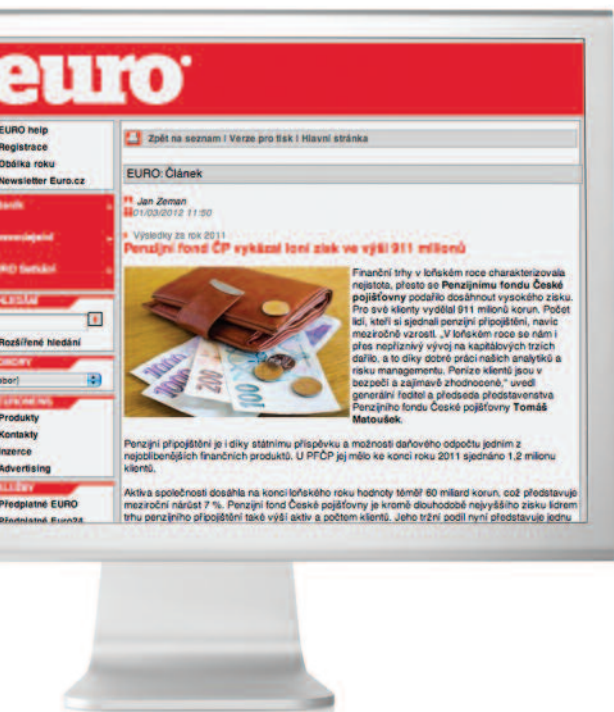 euro
EURO help
Registrace
Obálka roku
Newsletter Euro.cz
HLEDÁNÍ
Rozšířené hledání
Produkty
Kontakty
Inzerce
Advertising
SLUŽBY
Předplatné EURO
Předplatné Euro24
Zpět na seznam | Verze pro tisk | Hlavní stránka
EURO: Článek
Jan Zeman
01/03/2012 11:50
Výsledky za rok 2011
Penzijní fond ČP vykázal loni zisk ve výši 911 milionů
Finanční trhy v loňském roce charakterizovala
nejistota, přesto se Penzijnímu fondu České
pojišťovny podařilo dosáhnout vysokého zisku.
Pro své klienty vydělal 911 milionů korun. Počet
lidí, kteří si sjednali penzijní připojištění, navíc
meziročně vzrostl. „V loňském roce se nám i
přes nepříznivý vývoj na kapitálových trzích
dařilo, a to díky dobré práci našich analytiků a
risku managementu. Peníze klientů jsou v
bezpečí a zajímavě zhodnocené,“ uvedl
generální ředitel a předseda představenstva
Penzijního fondu České pojišťovny Tomáš
Matoušek.
Penzijní připojištění je i díky státnímu příspěvku a možnosti daňového odpočtu jedním z
nejoblíbenějších finančních produktů. U PFČP jej mělo ke konci roku 2011 sjednáno 1,2 milionu
klientů.
Aktiva společnosti dosáhla na konci loňského roku hodnoty téměř 60 miliard korun, což představuje
meziroční nárůst 7 %. Penzijní fond České pojišťovny je kromě dlouhodobě nejvyššího zisku lídrem
trhu penzijního připojištění také výší aktiv a počtem klientů. Jeho tržní podíl nyní představuje jednu